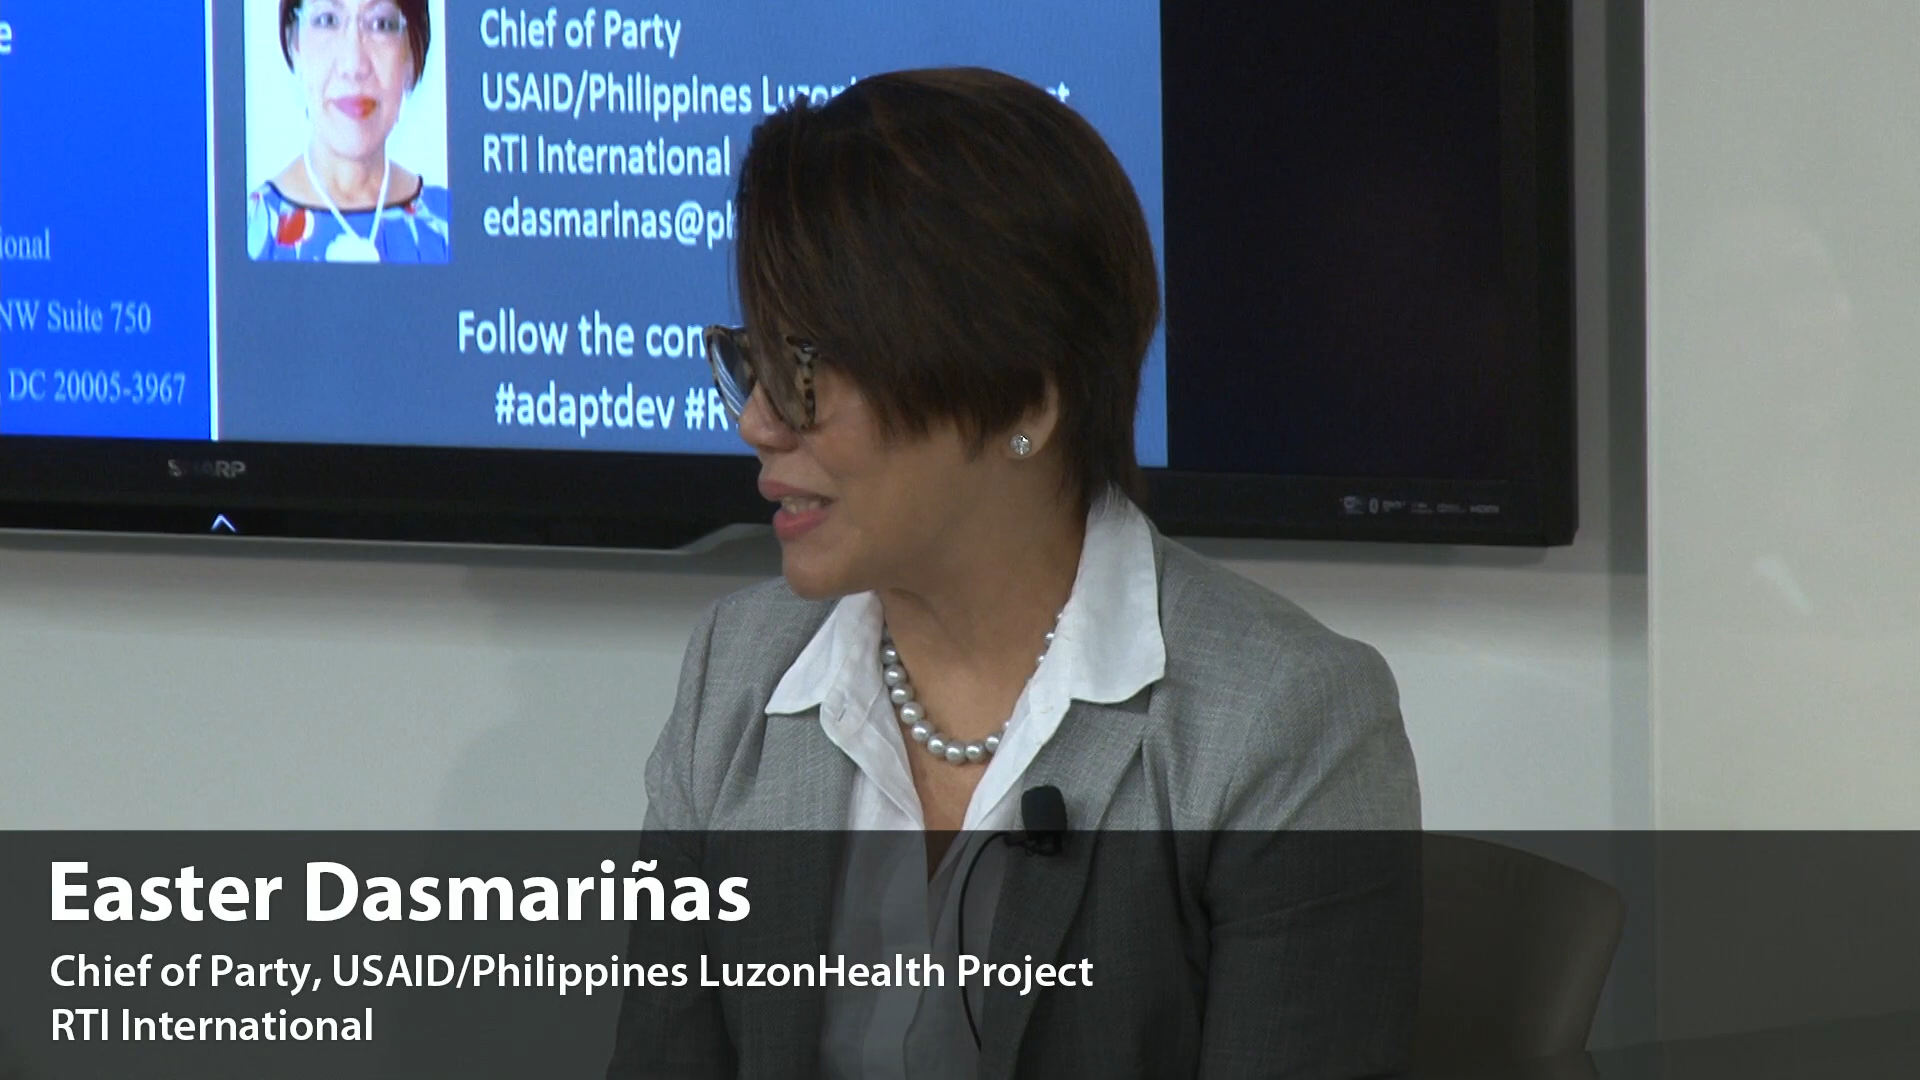 e
ional
NW Suite 750
DC 20005-3967
Chief of Party
USAID/Philippines
RTI International
edasmarinas@ph
Follow the con
#adaptdev #R
SHARP
Easter Dasmariñas
Chief of Party, USAID/Philippines LuzonHealth Project
RTI International